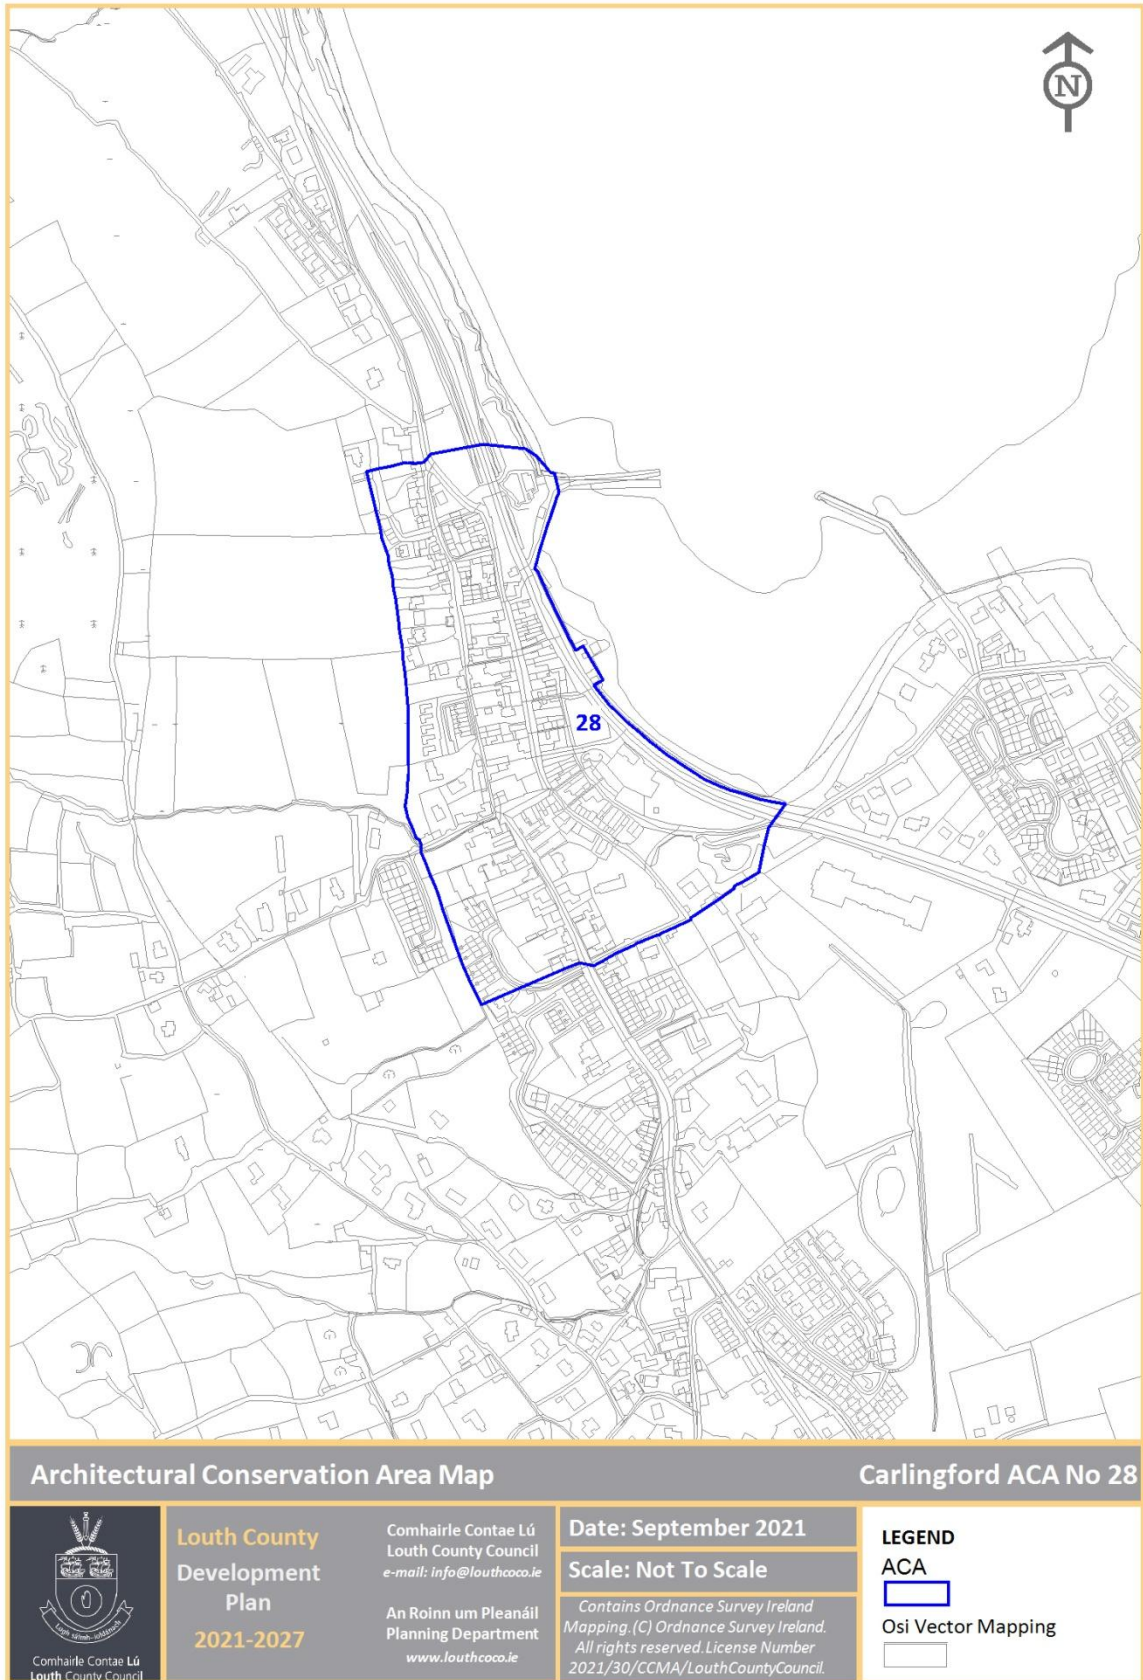 N
28
Architectural Conservation Area Map
Carlingford ACA No 28
Comhairle Contae Lú
Louth County Council
Louth County
Development
Plan
2021-2027
Comhairle Contae Lú
Louth County Council
e-mail: info@louthcoco.ie
An Roinn um Pleanáil
Planning Department
www.louthcoco.ie
Date: September 2021
Scale: Not To Scale
Contains Ordnance Survey Ireland
Mapping.(C) Ordnance Survey Ireland.
All rights reserved.License Number
2021/30/CCMA/LouthCountyCouncil.
LEGEND
ACA
Osi Vector Mapping